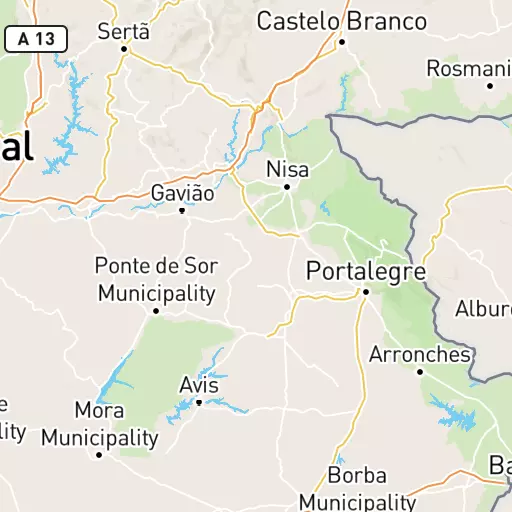 Castelo Branco
Sertã
A 13
Rosmani
al
Nisa
Gavião
Ponte de Sor
Municipality
Portalegre
Albur
Arronches
Avis
Mora
Municipality
e
lity
Ba
Borba
Municipality